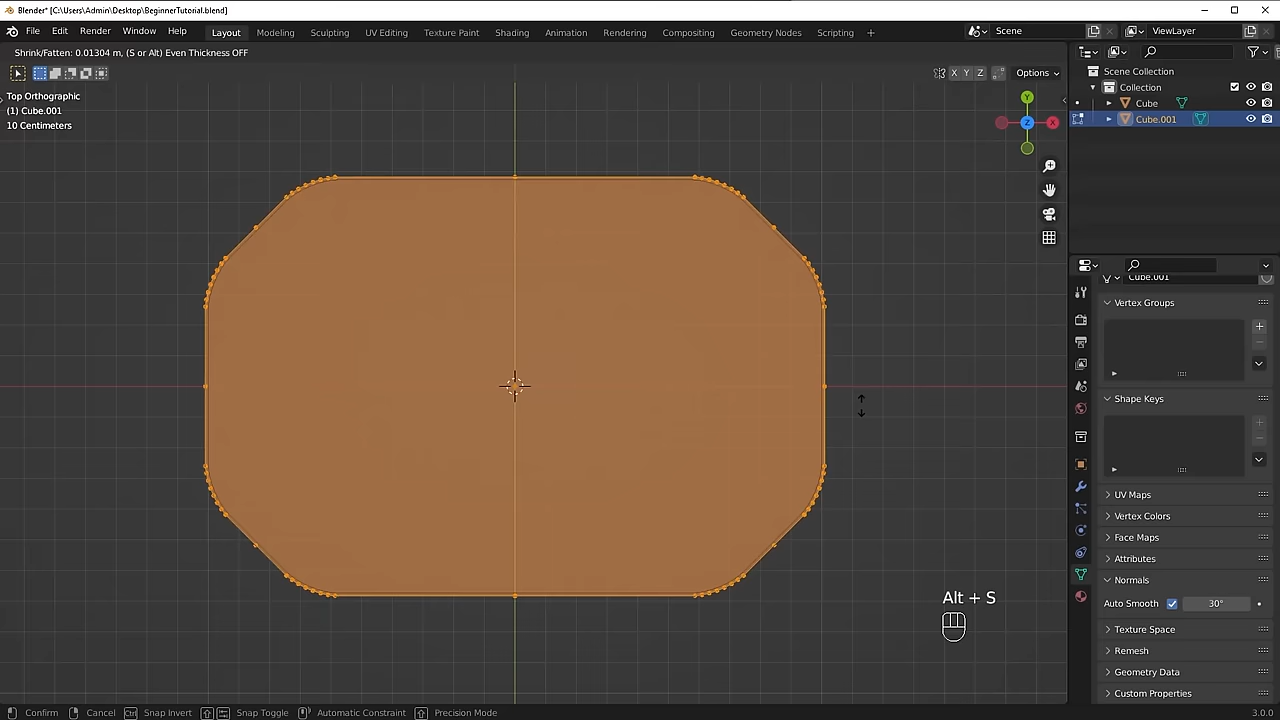 Blender* [C:\Users\Admin\Desktop\BeginnerTutorial.blend]
File Edit Render Window Help Layout Modeling Sculpting UV Editing Texture Paint Shading Animation Rendering Compositing Geometry Nodes Scripting + Scene ViewLayer
Shrink/Fatten: 0.01304 m, (S or Alt) Even Thickness OFF
X Y Z Options
Top Orthographic
(1) Cube.001
10 Centimeters
Y
Z
X
Scene Collection
Collection
Cube
Cube.001
Cube.001
Vertex Groups
Shape Keys
UV Maps
Vertex Colors
Face Maps
Attributes
Normals
Auto Smooth 30°
Texture Space
Remesh
Geometry Data
Custom Properties
Alt + S
Confirm Cancel Ctrl Snap Invert Snap Toggle Automatic Constraint Precision Mode 3.0.0